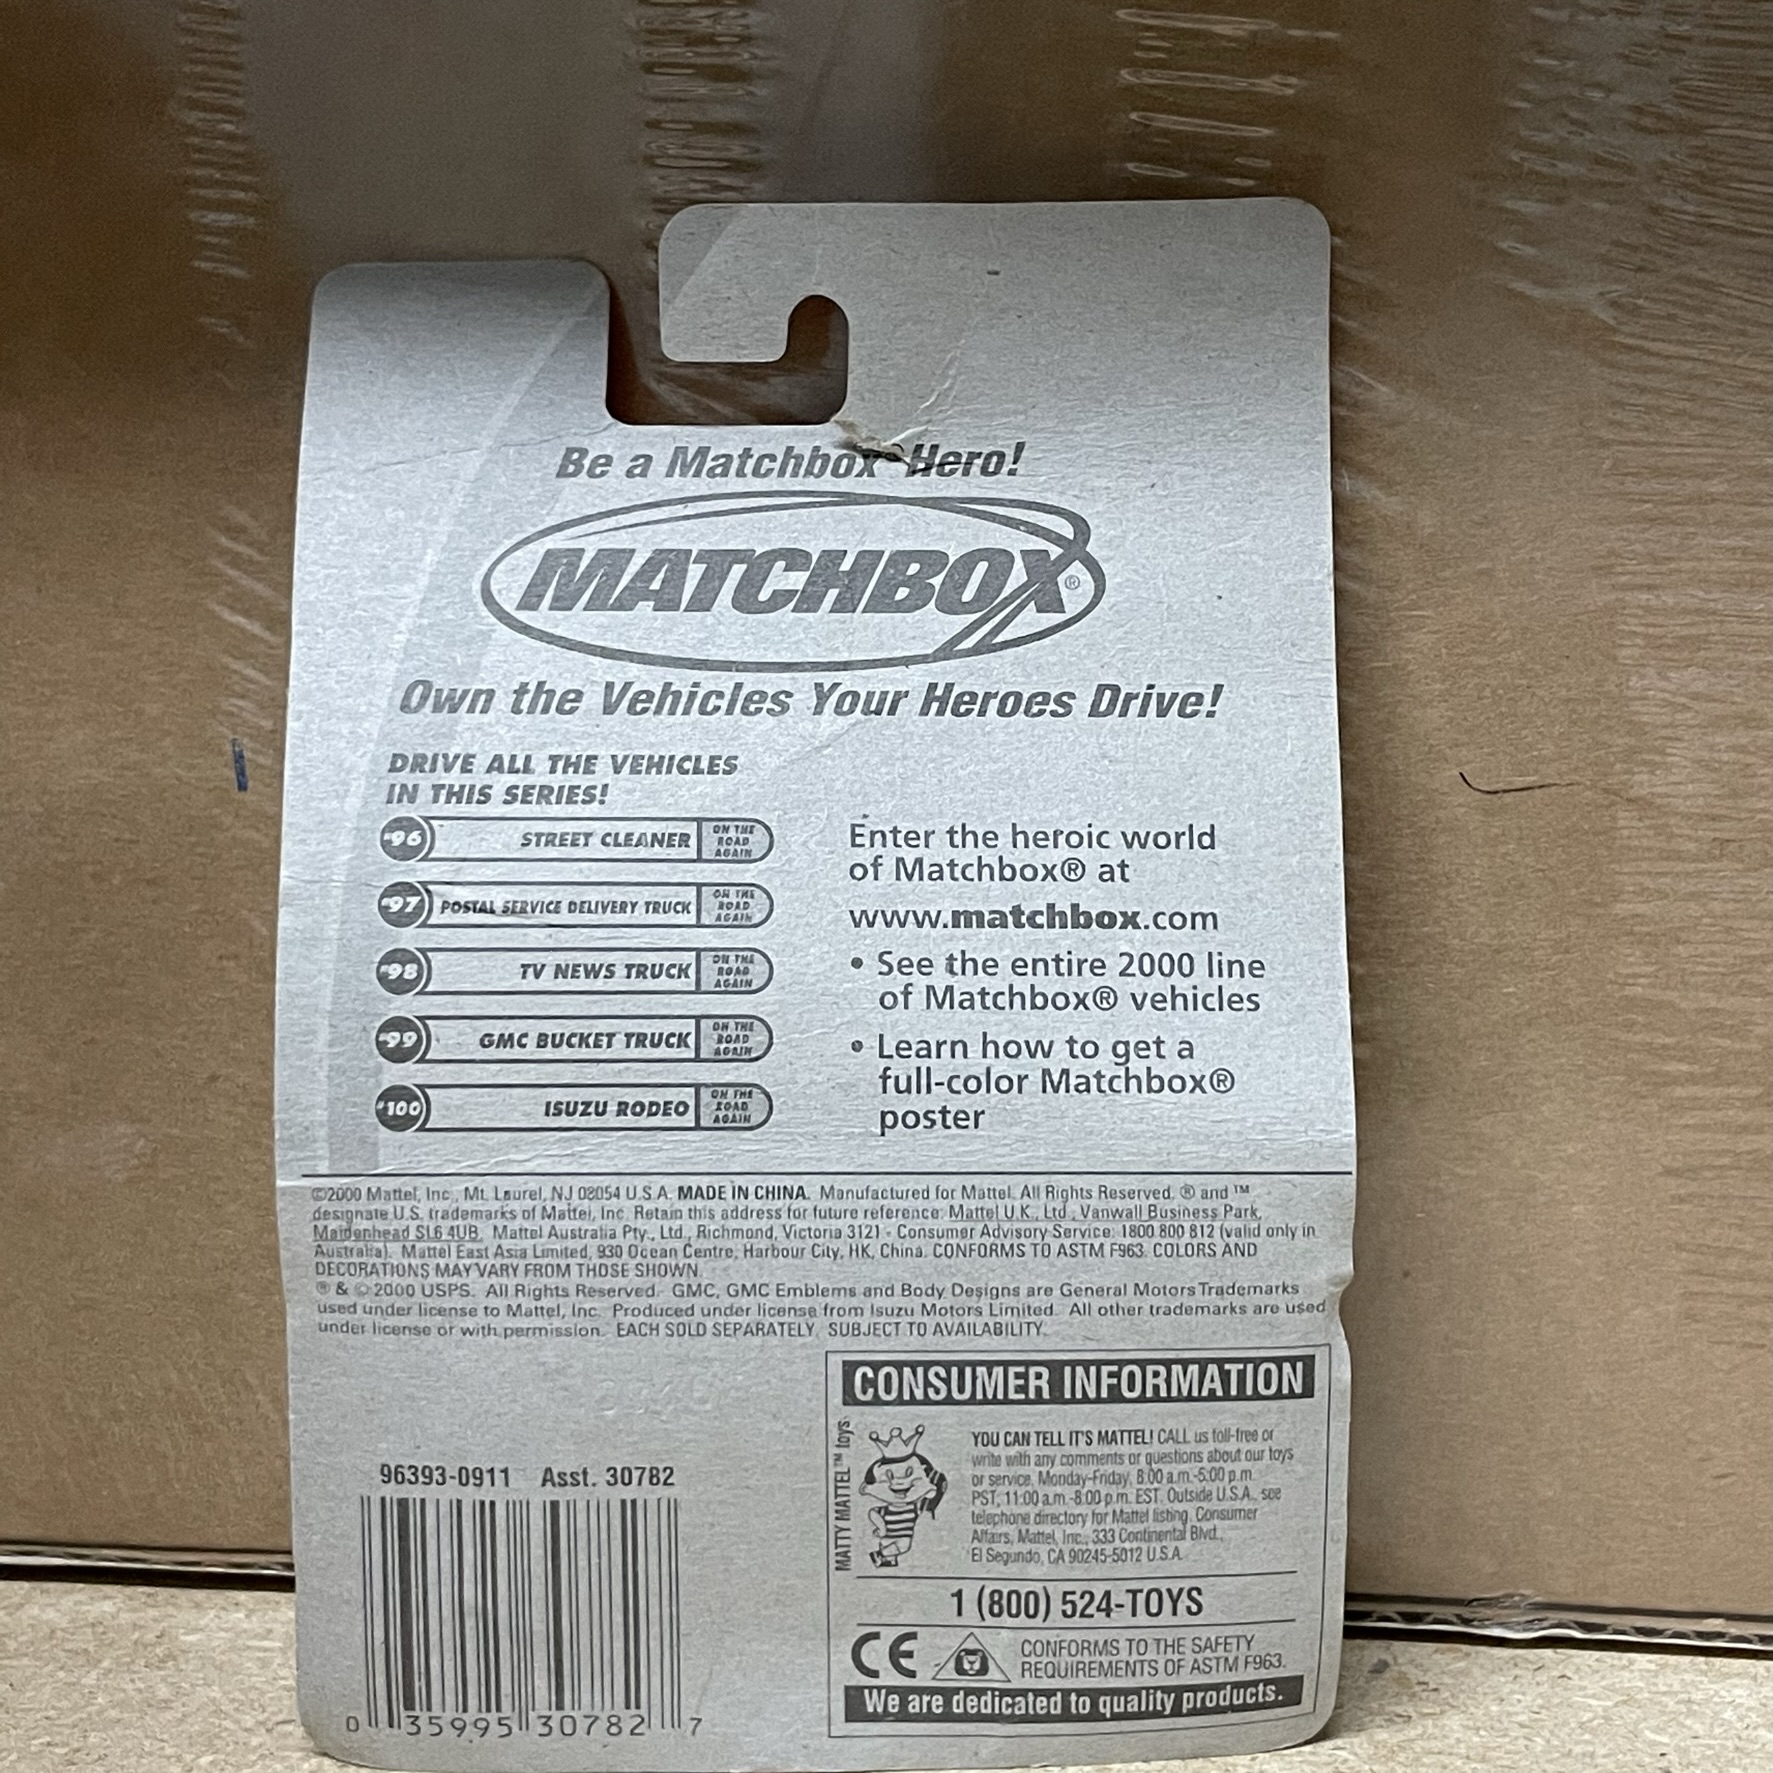 Be a Matchbox® Hero!
MATCHBOX®
Own the Vehicles Your Heroes Drive!
DRIVE ALL THE VEHICLES
IN THIS SERIES!
#96 STREET CLEANER ON THE ROAD AGAIN
#97 POSTAL SERVICE DELIVERY TRUCK ON THE ROAD AGAIN
#98 TV NEWS TRUCK ON THE ROAD AGAIN
#99 GMC BUCKET TRUCK ON THE ROAD AGAIN
#100 ISUZU RODEO ON THE ROAD AGAIN
Enter the heroic world
of Matchbox® at
www.matchbox.com
• See the entire 2000 line
of Matchbox® vehicles
• Learn how to get a
full-color Matchbox®
poster
©2000 Mattel, Inc., Mt. Laurel, NJ 08054 U.S.A. MADE IN CHINA. Manufactured for Mattel. All Rights Reserved. ® and ™
designate U.S. trademarks of Mattel, Inc. Retain this address for future reference: Mattel U.K., Ltd., Vanwall Business Park,
Maidenhead SL6 4UB. Mattel Australia Pty., Ltd., Richmond, Victoria 3121 - Consumer Advisory Service: 1800 800 812 (valid only in
Australia). Mattel East Asia Limited, 930 Ocean Centre, Harbour City, HK, China. CONFORMS TO ASTM F963. COLORS AND
DECORATIONS MAY VARY FROM THOSE SHOWN.
® & © 2000 USPS. All Rights Reserved. GMC, GMC Emblems and Body Designs are General Motors Trademarks
used under license to Mattel, Inc. Produced under license from Isuzu Motors Limited. All other trademarks are used
under license or with permission. EACH SOLD SEPARATELY. SUBJECT TO AVAILABILITY.
CONSUMER INFORMATION
MATTY MATTEL™ toys
YOU CAN TELL IT'S MATTEL! CALL us toll-free or
write with any comments or questions about our toys
or service, Monday-Friday, 8:00 a.m.-5:00 p.m.
PST, 11:00 a.m.-8:00 p.m. EST. Outside U.S.A., see
telephone directory for Mattel listing. Consumer
Affairs, Mattel, Inc., 333 Continental Blvd.,
El Segundo, CA 90245-5012 U.S.A.
1 (800) 524-TOYS
CE
CONFORMS TO THE SAFETY
REQUIREMENTS OF ASTM F963.
We are dedicated to quality products.
96393-0911 Asst. 30782
0 35995 30782 7